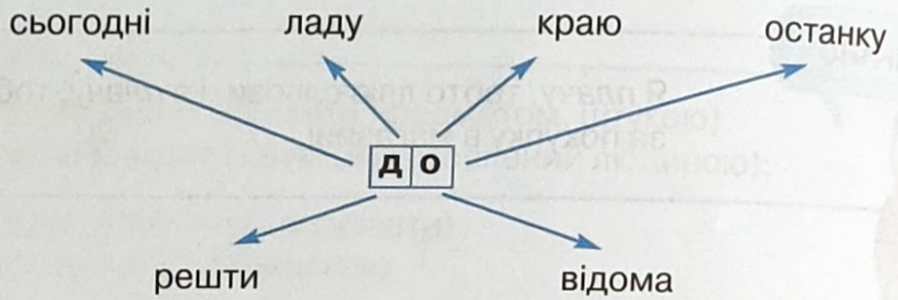 сьогодні ладу краю останку
до
решти відома